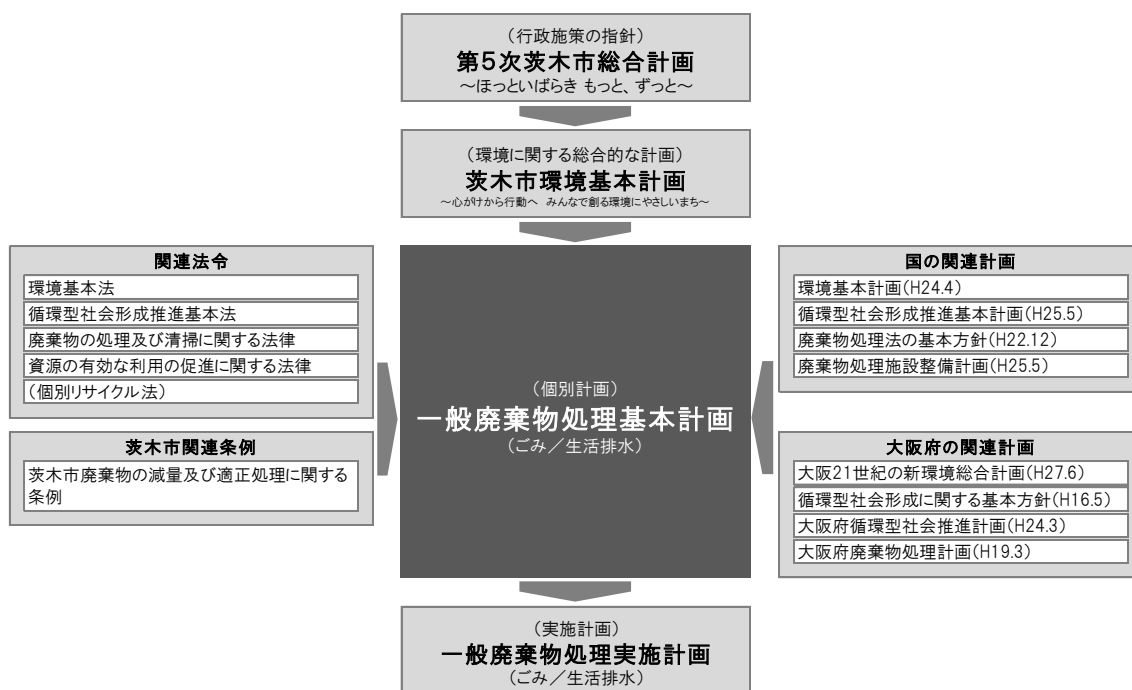 (行政施策の指針)
第5次茨木市総合計画
～ほっといばらき もっと、ずっと～
(環境に関する総合的な計画)
茨木市環境基本計画
～心がけから行動へ みんなで創る環境にやさしいまち～
関連法令
環境基本法
循環型社会形成推進基本法
廃棄物の処理及び清掃に関する法律
資源の有効な利用の促進に関する法律
(個別リサイクル法)
茨木市関連条例
茨木市廃棄物の減量及び適正処理に関する
条例
(個別計画)
一般廃棄物処理基本計画
(ごみ／生活排水)
国の関連計画
環境基本計画(H24.4)
循環型社会形成推進基本計画(H25.5)
廃棄物処理法の基本方針(H22.12)
廃棄物処理施設整備計画(H25.5)
大阪府の関連計画
大阪21世紀の新環境総合計画(H27.6)
循環型社会形成に関する基本方針(H16.5)
大阪府循環型社会推進計画(H24.3)
大阪府廃棄物処理計画(H19.3)
(実施計画)
一般廃棄物処理実施計画
(ごみ／生活排水)